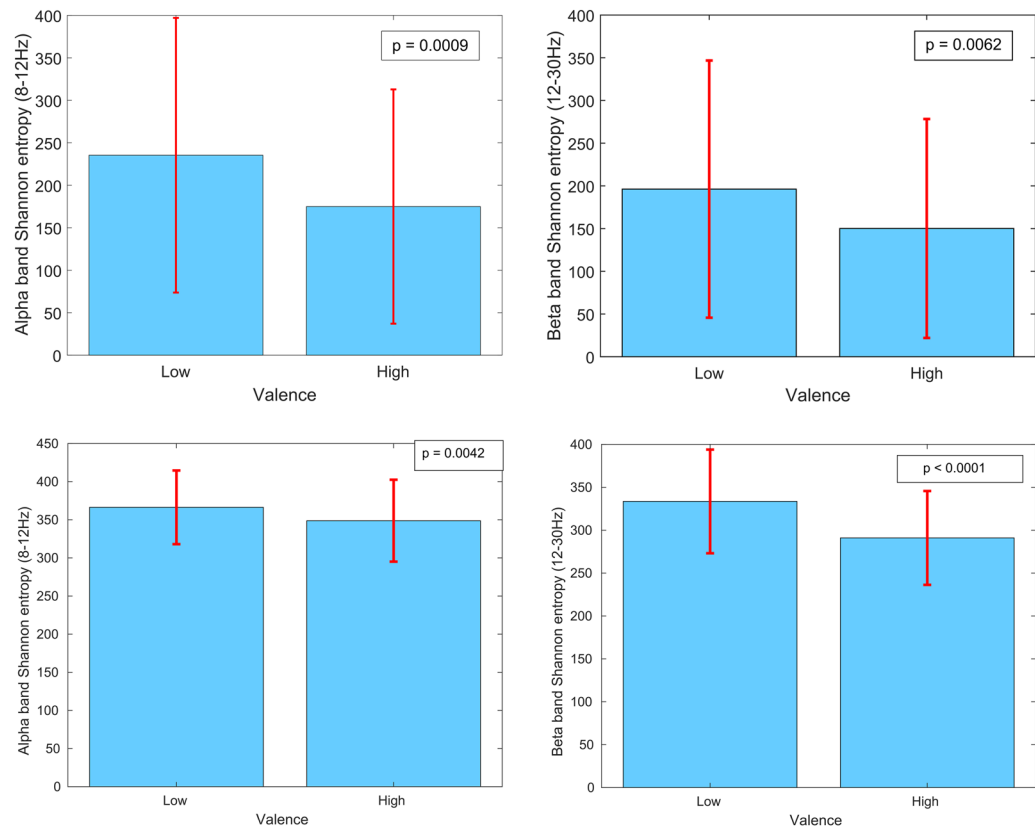 400
350
300
250
200
150
100
50
0
Alpha band Shannon entropy (8-12Hz)
p = 0.0009
Low High
Valence
400
350
300
250
200
150
100
50
0
Beta band Shannon entropy (12-30Hz)
p = 0.0062
Low High
Valence
450
400
350
300
250
200
150
100
50
0
Alpha band Shannon entropy (8-12Hz)
p = 0.0042
Low High
Valence
400
350
300
250
200
150
100
50
0
Beta band Shannon entropy (12-30Hz)
p < 0.0001
Low High
Valence